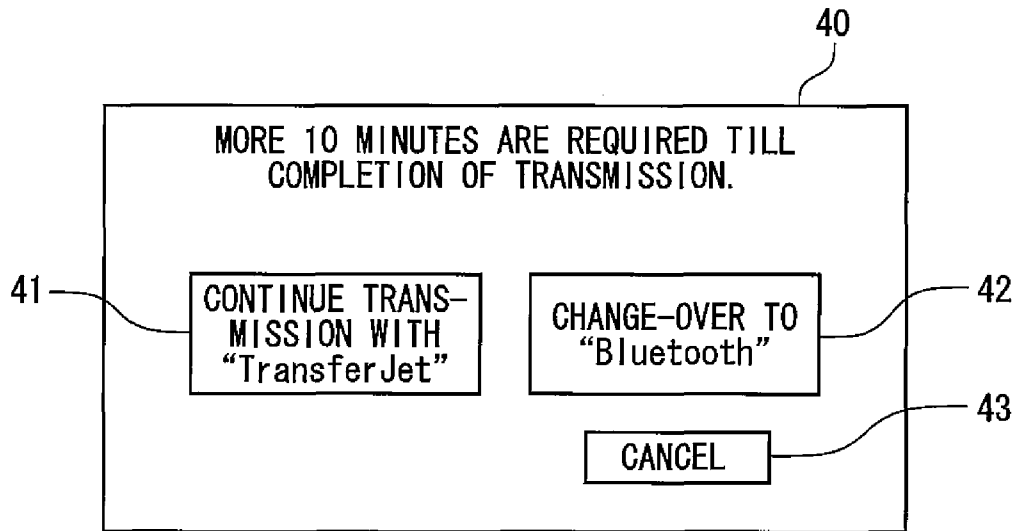 40
MORE 10 MINUTES ARE REQUIRED TILL
COMPLETION OF TRANSMISSION.
41
CONTINUE TRANS-
MISSION WITH
“TransferJet”
CHANGE-OVER TO
“Bluetooth”
42
CANCEL
43